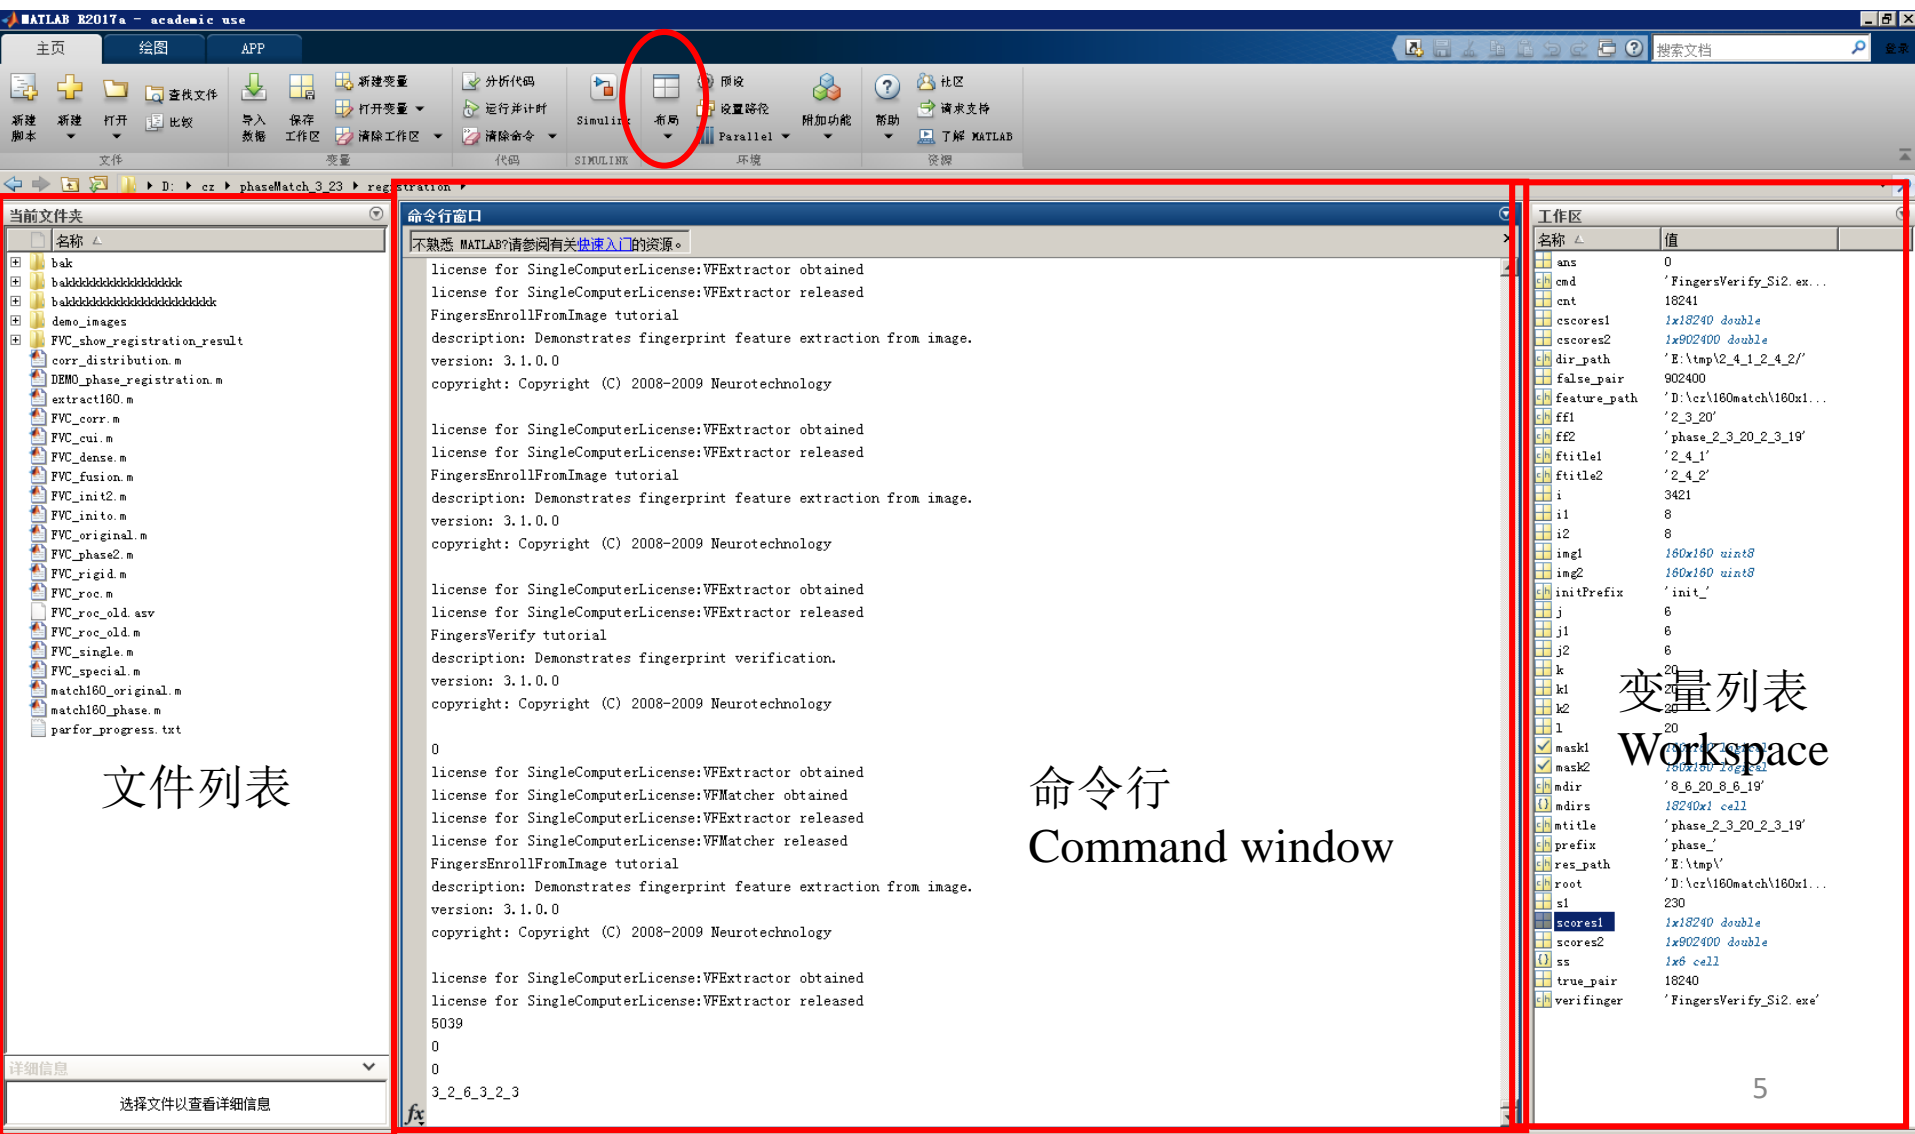 MATLAB R2017a - academic use
主页 绘图 APP
搜索文档 登录
新建脚本 新建 打开 查找文件 比较
导入数据 保存工作区 新建变量 打开变量 清除工作区
分析代码 运行并计时 清除命令
Simulink 布局 预设 设置路径 Parallel 附加功能
帮助 社区 请求支持 了解 MATLAB
文件 变量 代码 SIMULINK 环境 资源
D: cz phaseMatch_3_23 registration
当前文件夹
名称
bak
bakkkkkkkkkkkkkkkkk
demo_images
FVC_show_registration_result
corr_distribution.m
DEMO_phase_registration.m
extract160.m
FVC_corr.m
FVC_cui.m
FVC_dense.m
FVC_fusion.m
FVC_init2.m
FVC_inito.m
FVC_original.m
FVC_phase2.m
FVC_rigid.m
FVC_roc.m
FVC_roc_old.asv
FVC_roc_old.m
FVC_single.m
FVC_special.m
match160_original.m
match160_phase.m
parfor_progress.txt
文件列表
详细信息
选择文件以查看详细信息
命令行窗口
不熟悉 MATLAB?请参阅有关快速入门的资源。
license for SingleComputerLicense:VFExtractor obtained
license for SingleComputerLicense:VFExtractor released
FingersEnrollFromImage tutorial
description: Demonstrates fingerprint feature extraction from image.
version: 3.1.0.0
copyright: Copyright (C) 2008-2009 Neurotechnology
license for SingleComputerLicense:VFExtractor obtained
license for SingleComputerLicense:VFExtractor released
FingersEnrollFromImage tutorial
description: Demonstrates fingerprint feature extraction from image.
version: 3.1.0.0
copyright: Copyright (C) 2008-2009 Neurotechnology
license for SingleComputerLicense:VFExtractor obtained
license for SingleComputerLicense:VFExtractor released
FingersVerify tutorial
description: Demonstrates fingerprint verification.
version: 3.1.0.0
copyright: Copyright (C) 2008-2009 Neurotechnology
0
license for SingleComputerLicense:VFExtractor obtained
license for SingleComputerLicense:VFMatcher obtained
license for SingleComputerLicense:VFExtractor released
license for SingleComputerLicense:VFMatcher released
FingersEnrollFromImage tutorial
description: Demonstrates fingerprint feature extraction from image.
version: 3.1.0.0
copyright: Copyright (C) 2008-2009 Neurotechnology
license for SingleComputerLicense:VFExtractor obtained
license for SingleComputerLicense:VFExtractor released
5039
0
0
3_2_6_3_2_3
fx
命令行
Command window
工作区
名称 值
ans 0
cmd 'FingersVerify_Si2.ex...
cnt 18241
cscores1 1x18240 double
cscores2 1x902400 double
dir_path 'E:\tmp\2_4_1_2_4_2/'
false_pair 902400
feature_path 'D:\cz\160match\160x1...
ff1 '2_3_20'
ff2 'phase_2_3_20_2_3_19'
ftitle1 '2_4_1'
ftitle2 '2_4_2'
i 3421
i1 8
i2 8
img1 160x160 uint8
img2 160x160 uint8
initPrefix 'init_'
j 6
j1 6
j2 6
k 20
k1 20
k2 20
l 20
mask1 160x160 logical
mask2 160x160 logical
mdir '8_6_20_8_6_19'
mdirs 18240x1 cell
mtitle 'phase_2_3_20_2_3_19'
prefix 'phase_'
res_path 'E:\tmp\'
root 'D:\cz\160match\160x1...
s1 230
scores1 1x18240 double
scores2 1x902400 double
ss 1x6 cell
true_pair 18240
verifinger 'FingersVerify_Si2.exe'
变量列表
Workspace
5